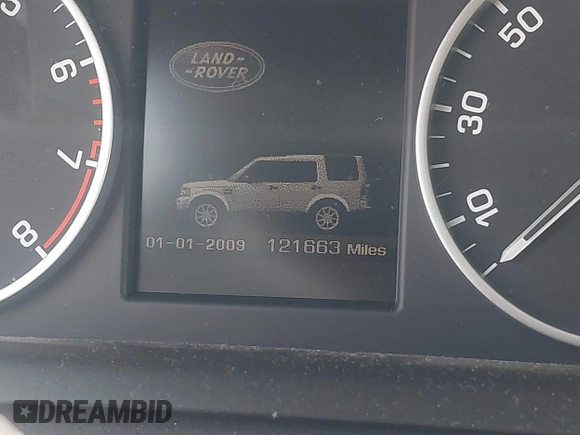 LAND-
-ROVER
01-01-2009 121663 Miles
6
7
8
50
30
10
DREAMBID